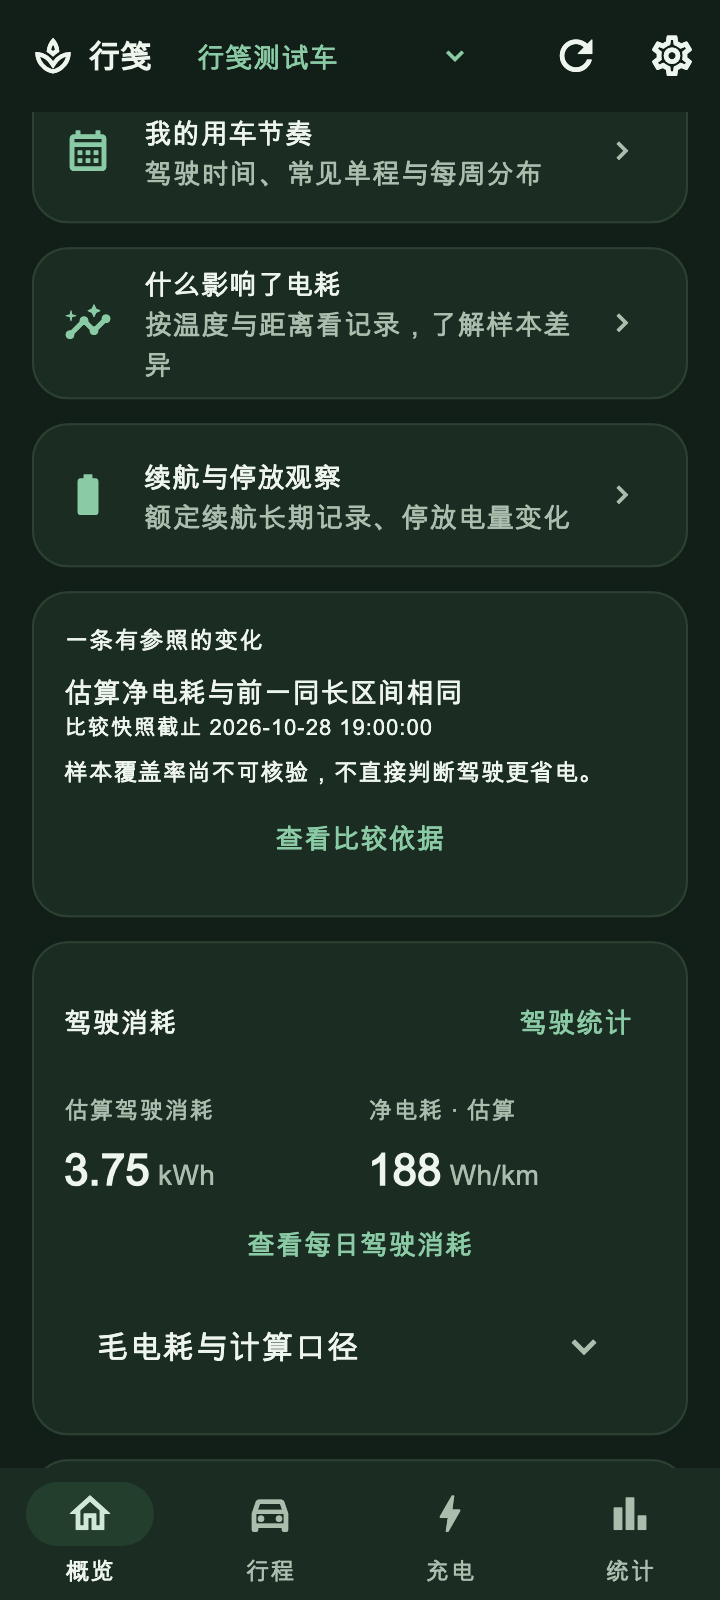 行笺
行笺测试车
我的用车节奏
驾驶时间、常见单程与每周分布
什么影响了电耗
按温度与距离看记录，了解样本差
异
续航与停放观察
额定续航长期记录、停放电量变化
一条有参照的变化
估算净电耗与前一同长区间相同
比较快照截止 2026-10-28 19:00:00
样本覆盖率尚不可核验，不直接判断驾驶更省电。
查看比较依据
驾驶消耗
驾驶统计
估算驾驶消耗
净电耗 · 估算
3.75 kWh
188 Wh/km
查看每日驾驶消耗
毛电耗与计算口径
概览
行程
充电
统计